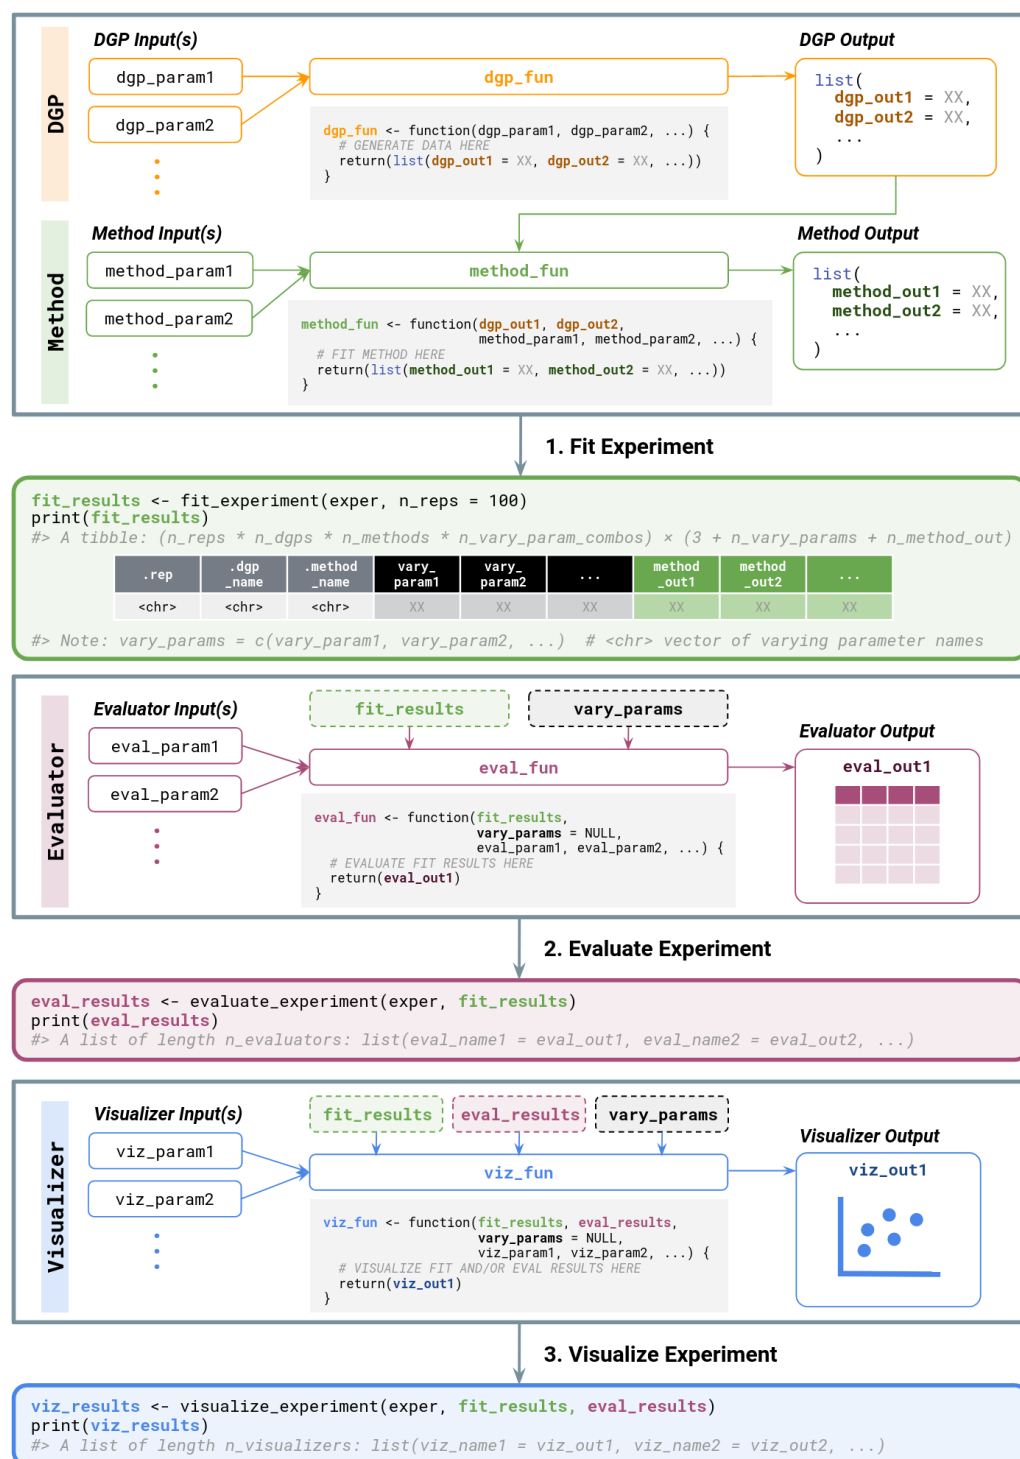 DGP
DGP Input(s)
dgp_param1
dgp_param2
dgp_fun
dgp_fun <- function(dgp_param1, dgp_param2, ...) {
  # GENERATE DATA HERE
  return(list(dgp_out1 = XX, dgp_out2 = XX, ...))
}
DGP Output
list(
  dgp_out1 = XX,
  dgp_out2 = XX,
  ...
)
Method
Method Input(s)
method_param1
method_param2
method_fun
method_fun <- function(dgp_out1, dgp_out2,
                       method_param1, method_param2, ...) {
  # FIT METHOD HERE
  return(list(method_out1 = XX, method_out2 = XX, ...))
}
Method Output
list(
  method_out1 = XX,
  method_out2 = XX,
  ...
)
1. Fit Experiment
fit_results <- fit_experiment(exper, n_reps = 100)
print(fit_results)
#> A tibble: (n_reps * n_dgps * n_methods * n_vary_param_combos) × (3 + n_vary_params + n_method_out)
.rep .dgp_name .method_name vary_param1 vary_param2 ... method_out1 method_out2 ...
<chr> <chr> <chr> XX XX XX XX XX XX
#> Note: vary_params = c(vary_param1, vary_param2, ...)  # <chr> vector of varying parameter names
Evaluator
Evaluator Input(s)
eval_param1
eval_param2
fit_results
vary_params
eval_fun
eval_fun <- function(fit_results,
                     vary_params = NULL,
                     eval_param1, eval_param2, ...) {
  # EVALUATE FIT RESULTS HERE
  return(eval_out1)
}
Evaluator Output
eval_out1
2. Evaluate Experiment
eval_results <- evaluate_experiment(exper, fit_results)
print(eval_results)
#> A list of length n_evaluators: list(eval_name1 = eval_out1, eval_name2 = eval_out2, ...)
Visualizer
Visualizer Input(s)
viz_param1
viz_param2
fit_results
eval_results
vary_params
viz_fun
viz_fun <- function(fit_results, eval_results,
                    vary_params = NULL,
                    viz_param1, viz_param2, ...) {
  # VISUALIZE FIT AND/OR EVAL RESULTS HERE
  return(viz_out1)
}
Visualizer Output
viz_out1
3. Visualize Experiment
viz_results <- visualize_experiment(exper, fit_results, eval_results)
print(viz_results)
#> A list of length n_visualizers: list(viz_name1 = viz_out1, viz_name2 = viz_out2, ...)